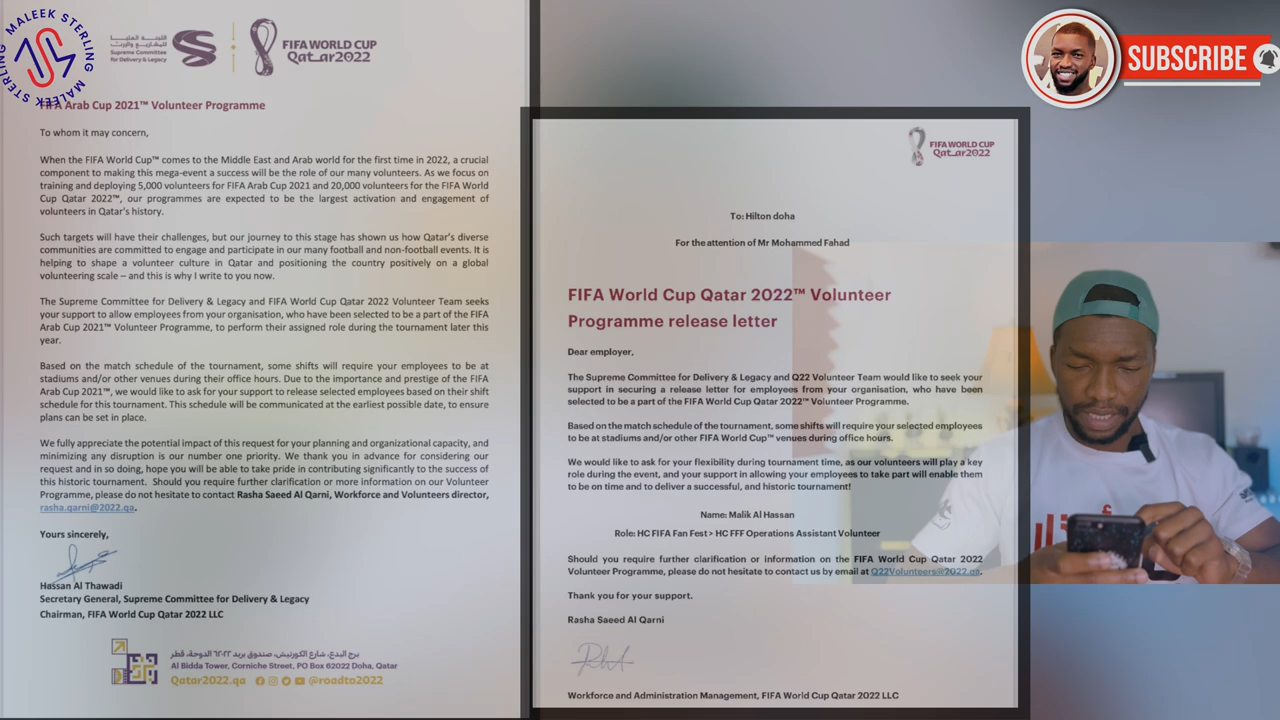 MALEEK STERLING
MALEEK STERLING
اللجنة العليا
للمشاريع والإرث
Supreme Committee
for Delivery & Legacy
FIFA WORLD CUP
Qatar2022
FIFA Arab Cup 2021™ Volunteer Programme
To whom it may concern,
When the FIFA World Cup™ comes to the Middle East and Arab world for the first time in 2022, a crucial
component to making this mega-event a success will be the role of our many volunteers. As we focus on
training and deploying 5,000 volunteers for FIFA Arab Cup 2021 and 20,000 volunteers for the FIFA World
Cup Qatar 2022™, our programmes are expected to be the largest activation and engagement of
volunteers in Qatar's history.
Such targets will have their challenges, but our journey to this stage has shown us how Qatar's diverse
communities are committed to engage and participate in our many football and non-football events. It is
helping to shape a volunteer culture in Qatar and positioning the country positively on a global
volunteering scale – and this is why I write to you now.
The Supreme Committee for Delivery & Legacy and FIFA World Cup Qatar 2022 Volunteer Team seeks
your support to allow employees from your organisation, who have been selected to be a part of the FIFA
Arab Cup 2021™ Volunteer Programme, to perform their assigned role during the tournament later this
year.
Based on the match schedule of the tournament, some shifts will require your employees to be at
stadiums and/or other venues during their office hours. Due to the importance and prestige of the FIFA
Arab Cup 2021™, we would like to ask for your support to release selected employees based on their shift
schedule for this tournament. This schedule will be communicated at the earliest possible date, to ensure
plans can be set in place.
We fully appreciate the potential impact of this request for your planning and organizational capacity, and
minimizing any disruption is our number one priority. We thank you in advance for considering our
request and in so doing, hope you will be able to take pride in contributing significantly to the success of
this historic tournament. Should you require further clarification or more information on our Volunteer
Programme, please do not hesitate to contact Rasha Saeed Al Qarni, Workforce and Volunteers director,
rasha.qarni@2022.qa.
Yours sincerely,
Hassan Al Thawadi
Secretary General, Supreme Committee for Delivery & Legacy
Chairman, FIFA World Cup Qatar 2022 LLC
برج البدع، شارع الكورنيش، صندوق بريد ٦٢٠٢٢ الدوحة، قطر
Al Bidda Tower, Corniche Street, PO Box 62022 Doha, Qatar
Qatar2022.qa @roadto2022
FIFA WORLD CUP
Qatar2022
To: Hilton doha
For the attention of Mr Mohammed Fahad
FIFA World Cup Qatar 2022™ Volunteer
Programme release letter
Dear employer,
The Supreme Committee for Delivery & Legacy and Q22 Volunteer Team would like to seek your
support in securing a release letter for employees from your organisation, who have been
selected to be a part of the FIFA World Cup Qatar 2022™ Volunteer Programme.
Based on the match schedule of the tournament, some shifts will require your selected employees
to be at stadiums and/or other FIFA World Cup™ venues during office hours.
We would like to ask for your flexibility during tournament time, as our volunteers will play a key
role during the event, and your support in allowing your employees to take part will enable them
to be on time and to deliver a successful, and historic tournament!
Name: Malik Al Hassan
Role: HC FIFA Fan Fest > HC FFF Operations Assistant Volunteer
Should you require further clarification or information on the FIFA World Cup Qatar 2022
Volunteer Programme, please do not hesitate to contact us by email at Q22Volunteers@2022.qa.
Thank you for your support.
Rasha Saeed Al Qarni
Workforce and Administration Management, FIFA World Cup Qatar 2022 LLC
SUBSCRIBE